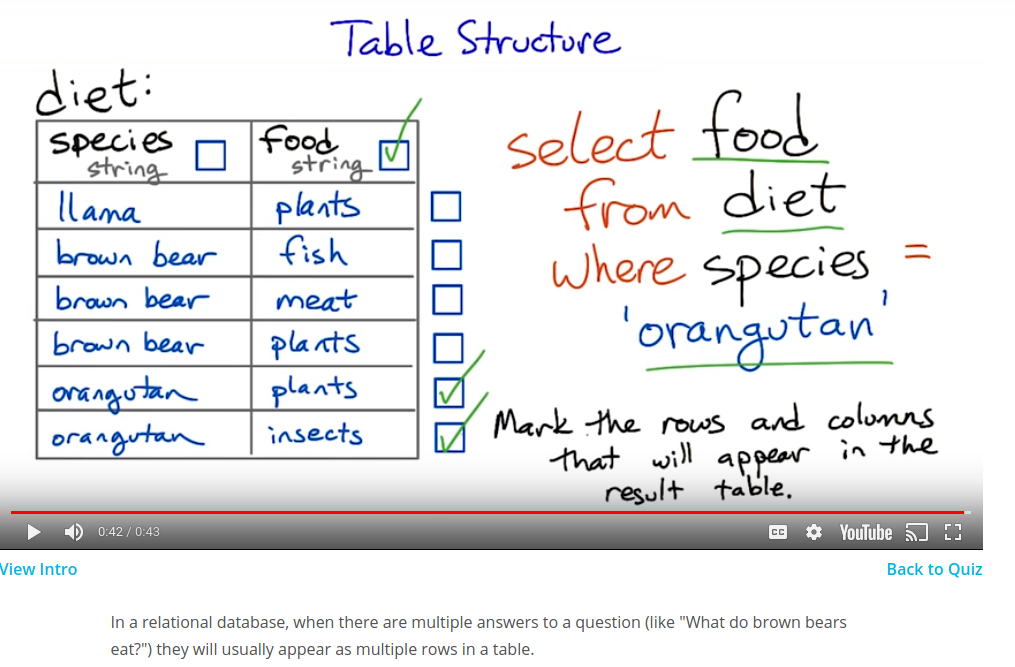 Table Structure
diet:
species food
string string
llama plants
brown bear fish
brown bear meat
brown bear plants
orangutan plants
orangutan insects
select food
from diet
where species =
'orangutan'
Mark the rows and columns
that will appear in the
result table.
0:42 / 0:43
CC
YouTube
View Intro
Back to Quiz
In a relational database, when there are multiple answers to a question (like "What do brown bears
eat?") they will usually appear as multiple rows in a table.